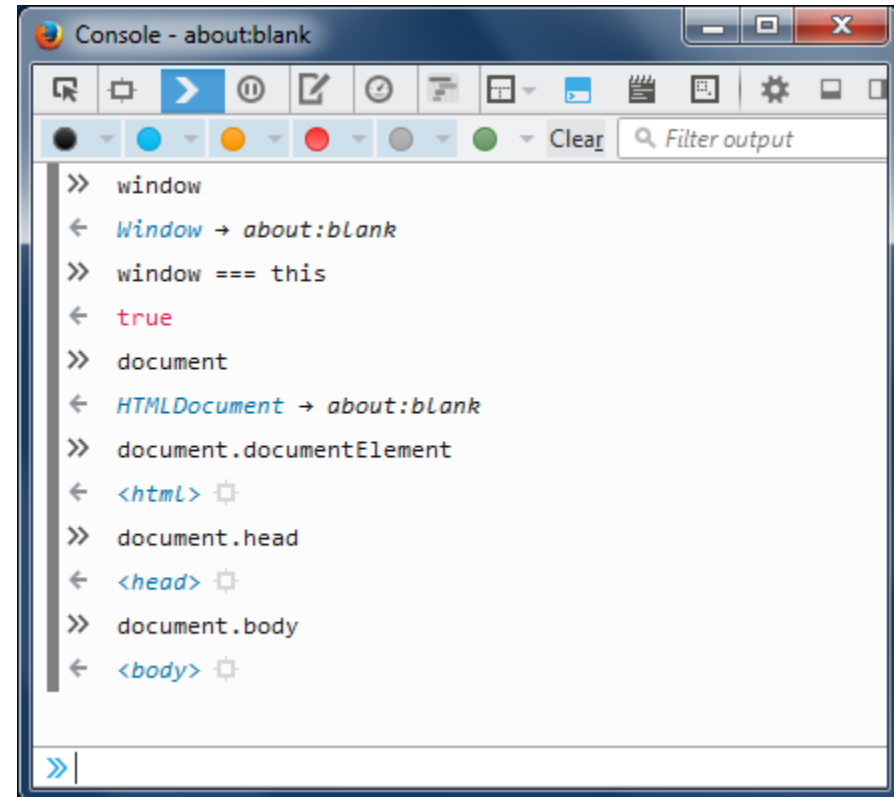 Console - about:blank
Clear Filter output
window
Window → about:blank
window === this
true
document
HTMLDocument → about:blank
document.documentElement
<html>
document.head
<head>
document.body
<body>